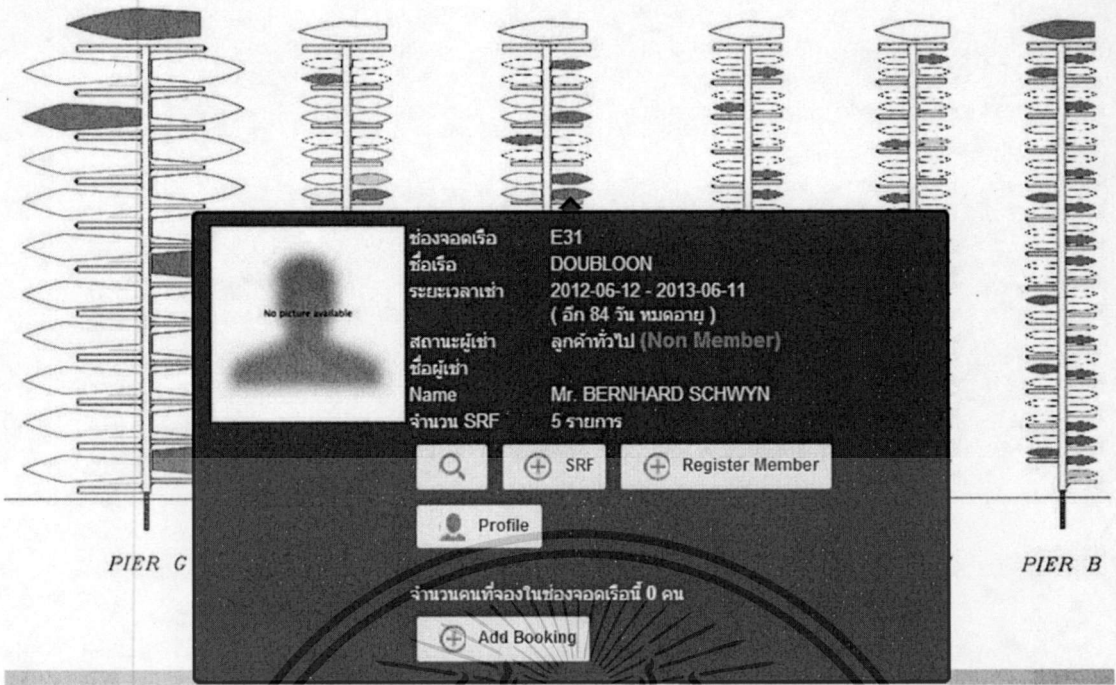 ช่องจอดเรือ E31
ชื่อเรือ DOUBLOON
ระยะเวลาเช่า 2012-06-12 - 2013-06-11
( อีก 84 วัน หมดอายุ )
No picture available
สถานะผู้เช่า ลูกค้าทั่วไป (Non Member)
ชื่อผู้เช่า
Name Mr. BERNHARD SCHWYN
จำนวน SRF 5 รายการ
SRF Register Member
Profile
PIER G PIER B
จำนวนคนที่จองในช่องจอดเรือนี้ 0 คน
Add Booking